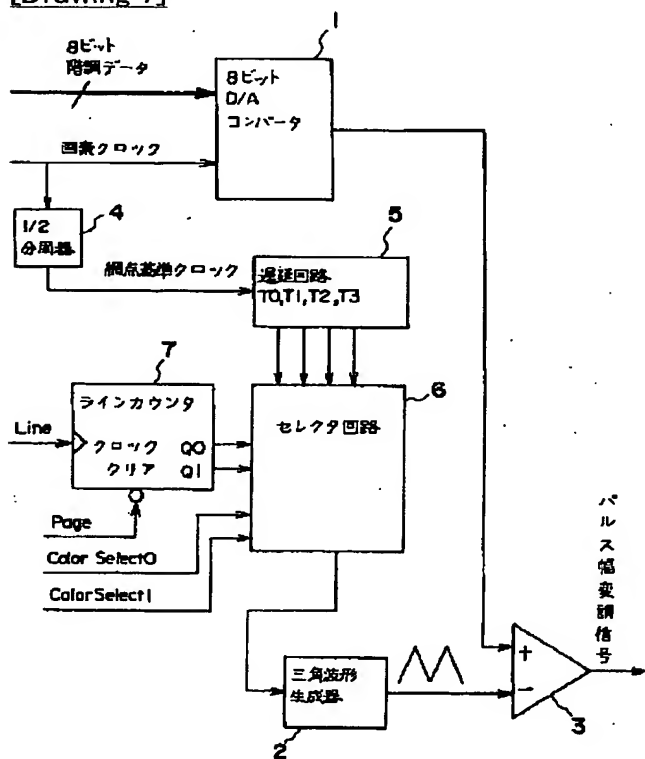 [Drawing 7]
1
8ビット
階調データ
8ビット
D/A
コンバータ
画素クロック
4
1/2
分周器
5
網点基準クロック
遅延回路
T0,T1,T2,T3
7
6
ラインカウンタ
セレクタ回路
Line
クロック Q0
クリア Q1
Page
Color Select0
ColorSelect1
パルス幅変調信号
三角波形
生成器
+
−
2
3